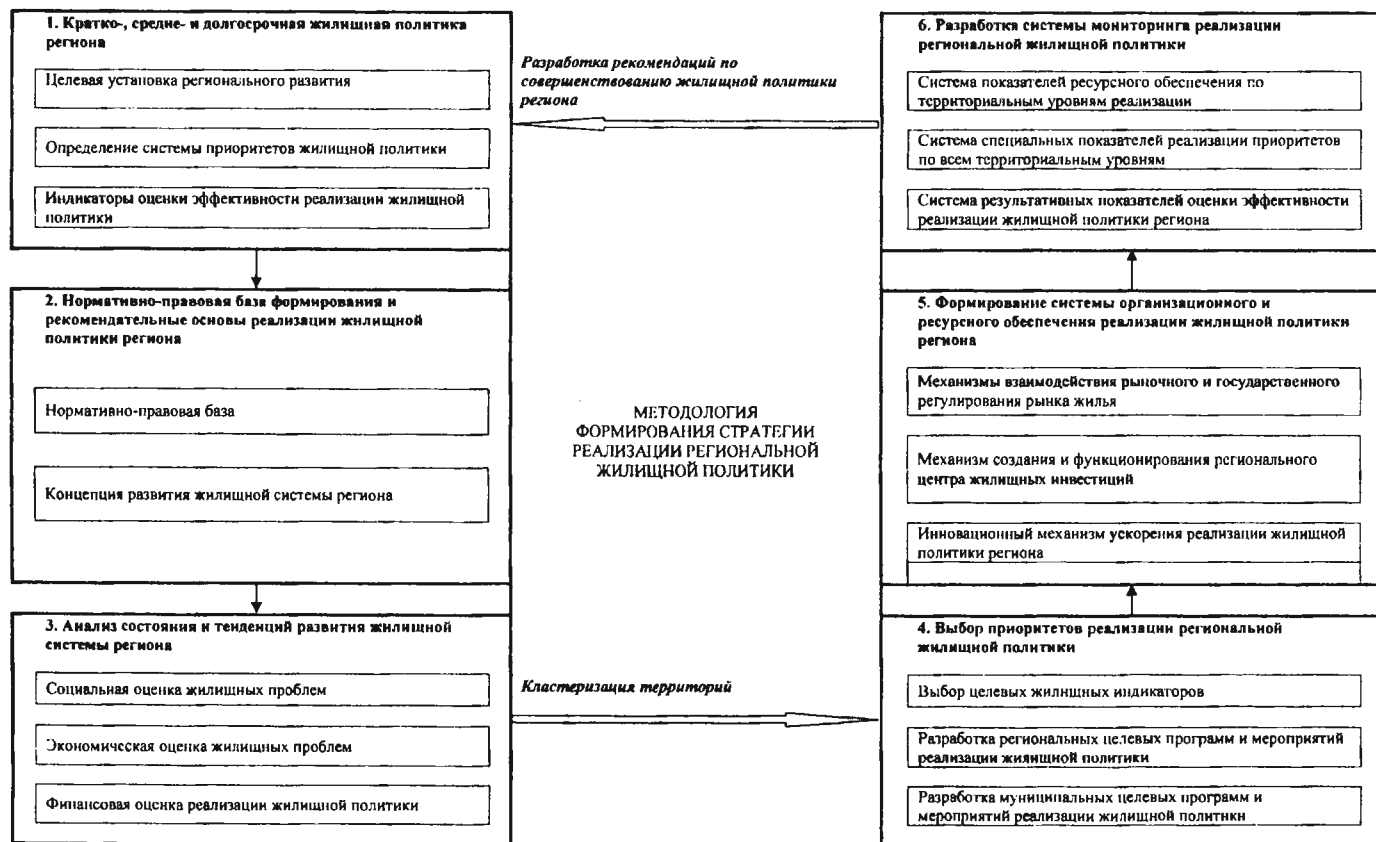 1. Кратко-, средне- и долгосрочная жилищная политика
региона
Целевая установка регионального развития
Определение системы приоритетов жилищной политики
Индикаторы оценки эффективности реализации жилищной
политики
2. Нормативно-правовая база формирования и
рекомендательные основы реализации жилищной
политики региона
Нормативно-правовая база
Концепция развития жилищной системы региона
3. Анализ состояния и тенденций развития жилищной
системы региона
Социальная оценка жилищных проблем
Экономическая оценка жилищных проблем
Финансовая оценка реализации жилищной политики
Разработка рекомендаций по
совершенствованию жилищной политики
региона
МЕТОДОЛОГИЯ
ФОРМИРОВАНИЯ СТРАТЕГИИ
РЕАЛИЗАЦИИ РЕГИОНАЛЬНОЙ
ЖИЛИЩНОЙ ПОЛИТИКИ
Кластеризация территорий
6. Разработка системы мониторинга реализации
региональной жилищной политики
Система показателей ресурсного обеспечения по
территориальным уровням реализации
Система специальных показателей реализации приоритетов
по всем территориальным уровням
Система результативных показателей оценки эффективности
реализации жилищной политики региона
5. Формирование системы организационного и
ресурсного обеспечения реализации жилищной политики
региона
Механизмы взаимодействия рыночного и государственного
регулирования рынка жилья
Механизм создания и функционирования регионального
центра жилищных инвестиций
Инновационный механизм ускорения реализации жилищной
политики региона
4. Выбор приоритетов реализации региональной
жилищной политики
Выбор целевых жилищных индикаторов
Разработка региональных целевых программ и мероприятий
реализации жилищной политики
Разработка муниципальных целевых программ и
мероприятий реализации жилищной политики